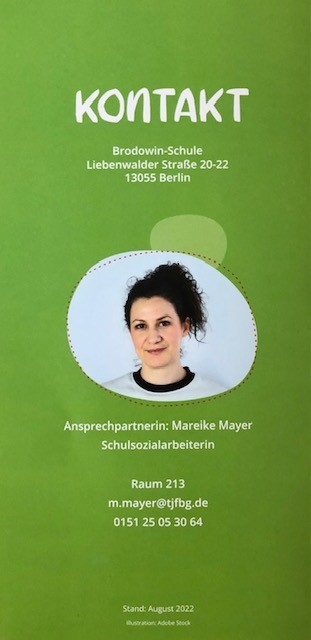 KONTAKT
Brodowin-Schule
Liebenwalder Straße 20-22
13055 Berlin
Ansprechpartnerin: Mareike Mayer
Schulsozialarbeiterin
Raum 213
m.mayer@tjfbg.de
0151 25 05 30 64
Stand: August 2022
Illustration: Adobe Stock